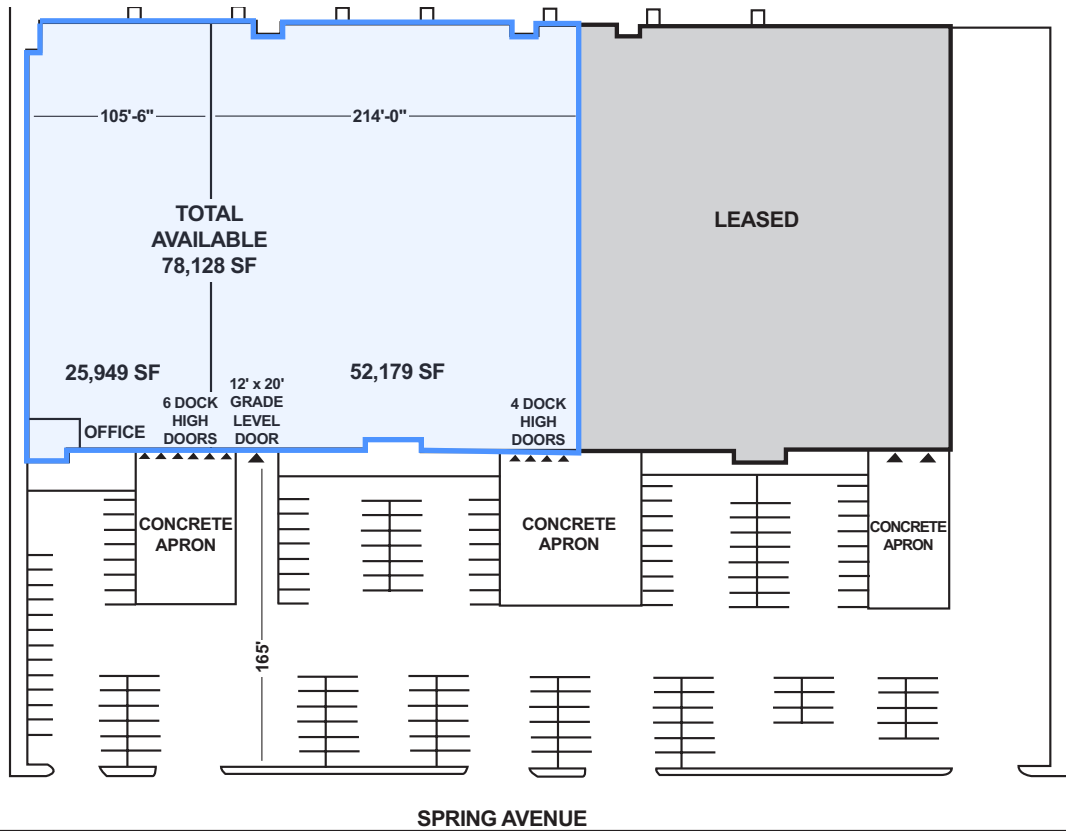 105'-6"
214'-0"
TOTAL
AVAILABLE
78,128 SF
LEASED
25,949 SF
52,179 SF
OFFICE
6 DOCK
HIGH
DOORS
12' x 20'
GRADE
LEVEL
DOOR
4 DOCK
HIGH
DOORS
CONCRETE
APRON
CONCRETE
APRON
CONCRETE
APRON
165'
SPRING AVENUE